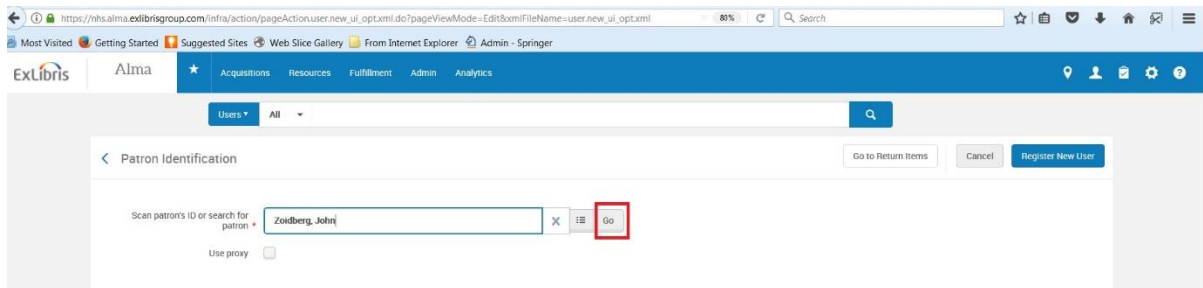 https://nhs.alma.exlibrisgroup.com/infra/action/pageAction.user.new_ui_opt.xml.do?pageViewMode=Edit&xmlFileName=user.new_ui_opt.xml 80% Search
Most Visited Getting Started Suggested Sites Web Slice Gallery From Internet Explorer Admin - Springer
ExLibris Alma Acquisitions Resources Fulfillment Admin Analytics
Users All
Patron Identification Go to Return Items Cancel Register New User
Scan patron's ID or search for
patron * Zoidberg, John Go
Use proxy